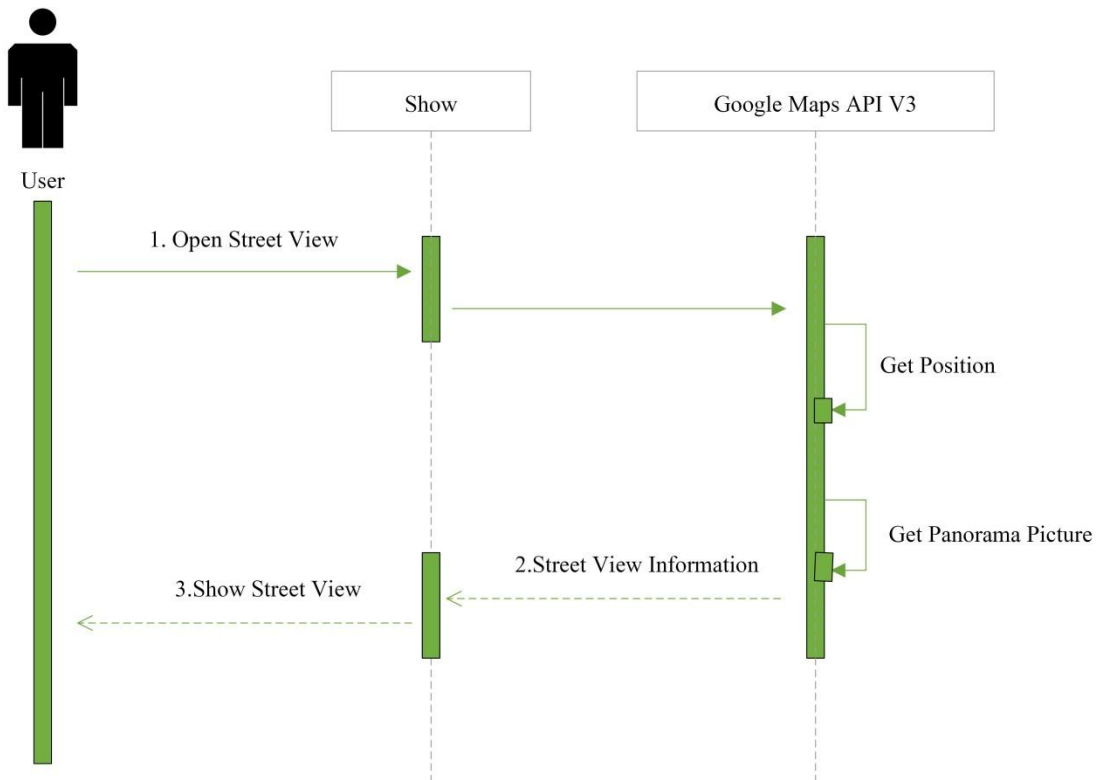 Show
Google Maps API V3
User
1. Open Street View
Get Position
Get Panorama Picture
2.Street View Information
3.Show Street View